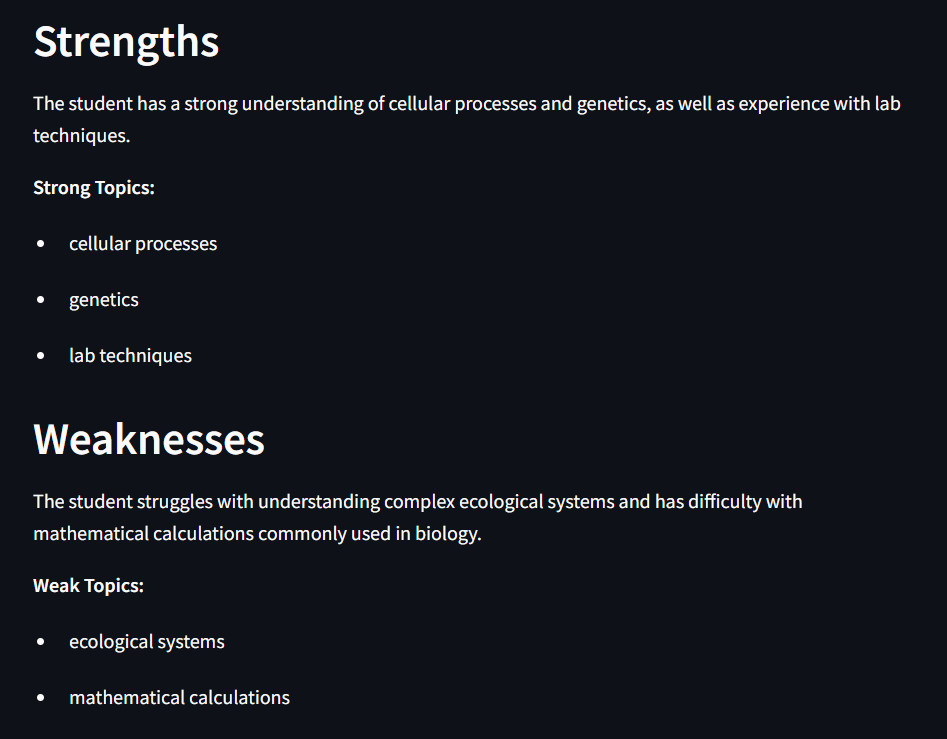 Strengths
The student has a strong understanding of cellular processes and genetics, as well as experience with lab
techniques.
Strong Topics:
• cellular processes
• genetics
• lab techniques
Weaknesses
The student struggles with understanding complex ecological systems and has difficulty with
mathematical calculations commonly used in biology.
Weak Topics:
• ecological systems
• mathematical calculations